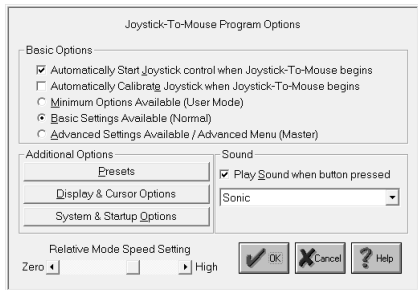 Joystick-To-Mouse Program Options
Basic Options
Automatically Start Joystick control when Joystick-To-Mouse begins
Automatically Calibrate Joystick when Joystick-To-Mouse begins
Minimum Options Available (User Mode)
Basic Settings Available (Normal)
Advanced Settings Available / Advanced Menu (Master)
Additional Options
Presets
Display & Cursor Options
System & Startup Options
Sound
Play Sound when button pressed
Sonic
Relative Mode Speed Setting
Zero High
OK Cancel Help